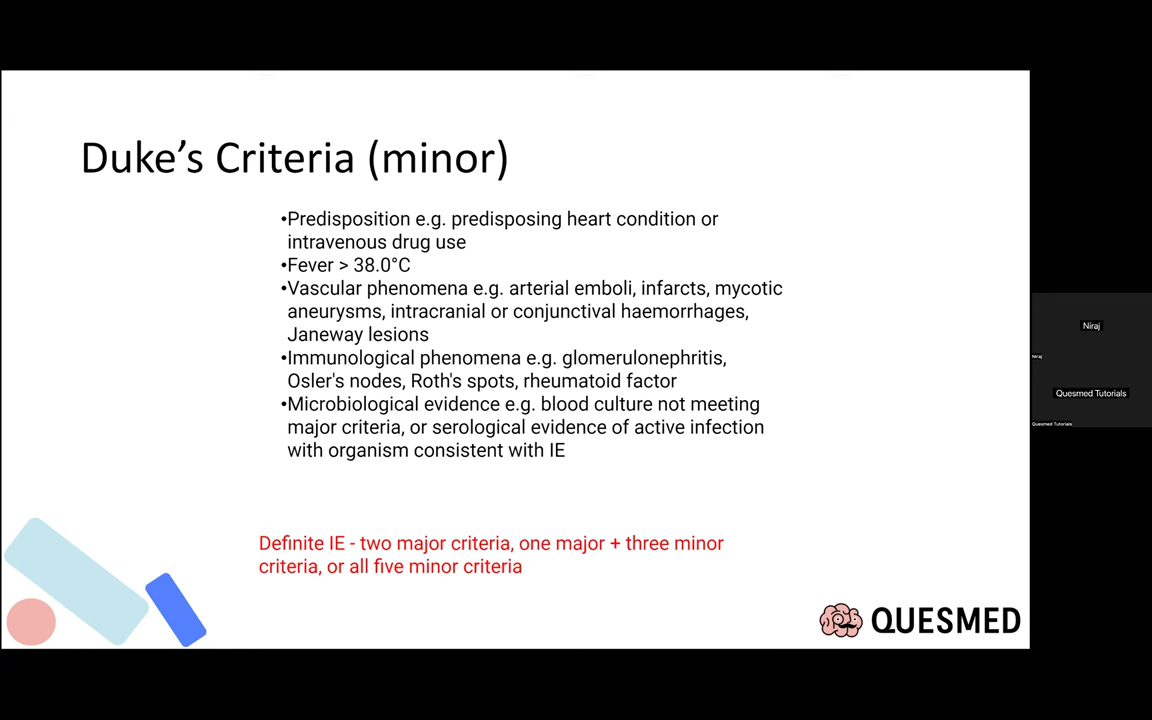 Duke's Criteria (minor)
•Predisposition e.g. predisposing heart condition or
intravenous drug use
•Fever > 38.0°C
•Vascular phenomena e.g. arterial emboli, infarcts, mycotic
aneurysms, intracranial or conjunctival haemorrhages,
Janeway lesions
•Immunological phenomena e.g. glomerulonephritis,
Osler's nodes, Roth's spots, rheumatoid factor
•Microbiological evidence e.g. blood culture not meeting
major criteria, or serological evidence of active infection
with organism consistent with IE
Definite IE - two major criteria, one major + three minor
criteria, or all five minor criteria
QUESMED
Niraj
Niraj
Quesmed Tutorials
Quesmed Tutorials